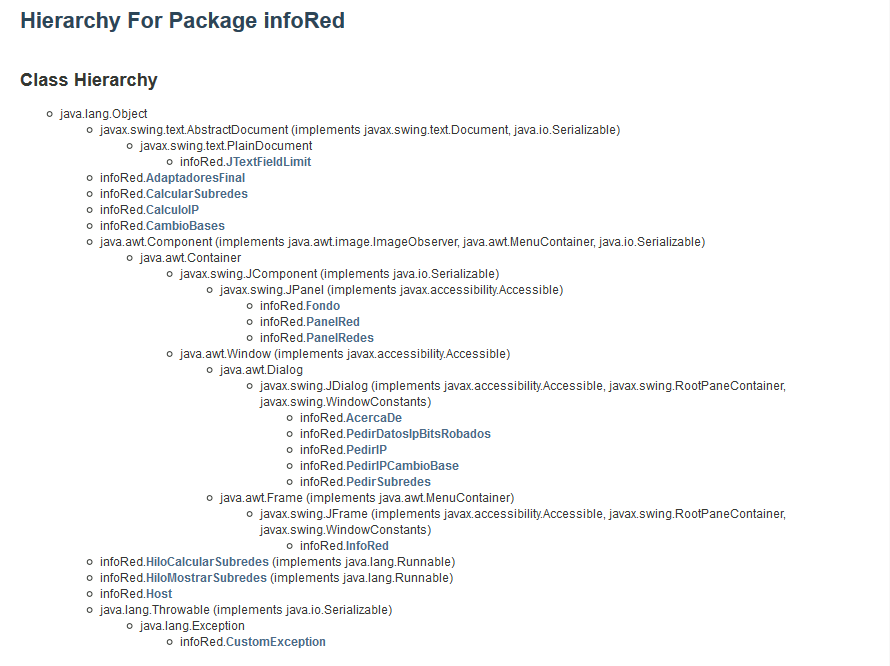 Hierarchy For Package infoRed
Class Hierarchy
java.lang.Object
javax.swing.text.AbstractDocument (implements javax.swing.text.Document, java.io.Serializable)
javax.swing.text.PlainDocument
infoRed.JTextFieldLimit
infoRed.AdaptadoresFinal
infoRed.CalcularSubredes
infoRed.CalculoIP
infoRed.CambioBases
java.awt.Component (implements java.awt.image.ImageObserver, java.awt.MenuContainer, java.io.Serializable)
java.awt.Container
javax.swing.JComponent (implements java.io.Serializable)
javax.swing.JPanel (implements javax.accessibility.Accessible)
infoRed.Fondo
infoRed.PanelRed
infoRed.PanelRedes
java.awt.Window (implements javax.accessibility.Accessible)
java.awt.Dialog
javax.swing.JDialog (implements javax.accessibility.Accessible, javax.swing.RootPaneContainer,
javax.swing.WindowConstants)
infoRed.AcercaDe
infoRed.PedirDatosIpBitsRobados
infoRed.PedirIP
infoRed.PedirIPCambioBase
infoRed.PedirSubredes
java.awt.Frame (implements java.awt.MenuContainer)
javax.swing.JFrame (implements javax.accessibility.Accessible, javax.swing.RootPaneContainer,
javax.swing.WindowConstants)
infoRed.InfoRed
infoRed.HiloCalcularSubredes (implements java.lang.Runnable)
infoRed.HiloMostrarSubredes (implements java.lang.Runnable)
infoRed.Host
java.lang.Throwable (implements java.io.Serializable)
java.lang.Exception
infoRed.CustomException